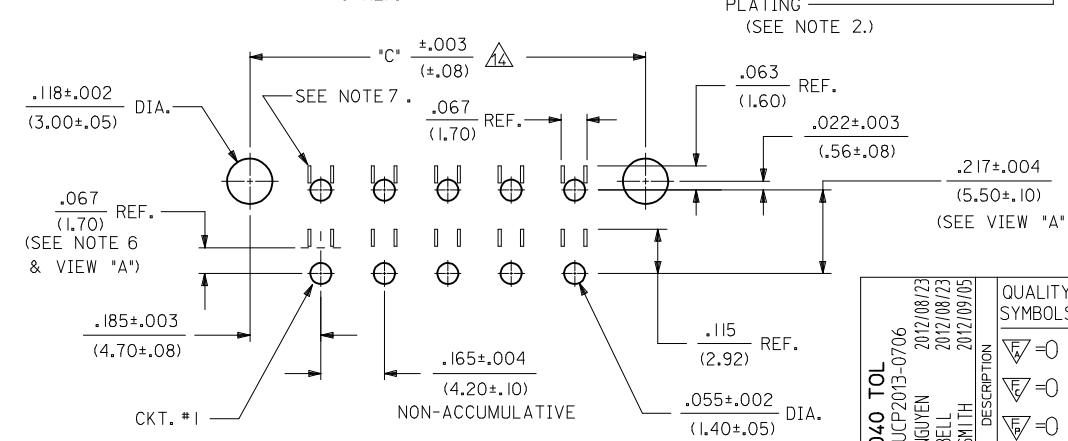 PLATING
(SEE NOTE 2.)
"C" ±.003
(±.08)
14
.118±.002 DIA.
(3.00±.05)
SEE NOTE 7 .
.067 REF.
(1.70)
.063 REF.
(1.60)
.022±.003
(.56±.08)
.217±.004
(5.50±.10)
(SEE VIEW "A"
.067 REF.
(1.70)
(SEE NOTE 6
& VIEW "A")
.185±.003
(4.70±.08)
.165±.004
(4.20±.10)
NON-ACCUMULATIVE
.115 REF.
(2.92)
CKT. #1
.055±.002 DIA.
(1.40±.05)
040 TOL
UCP2013-0706
NGUYEN 2012/08/23
BELL 2012/08/23
SMITH 2012/09/05
DESCRIPTION
QUALITY
SYMBOLS
=0
=0
=0